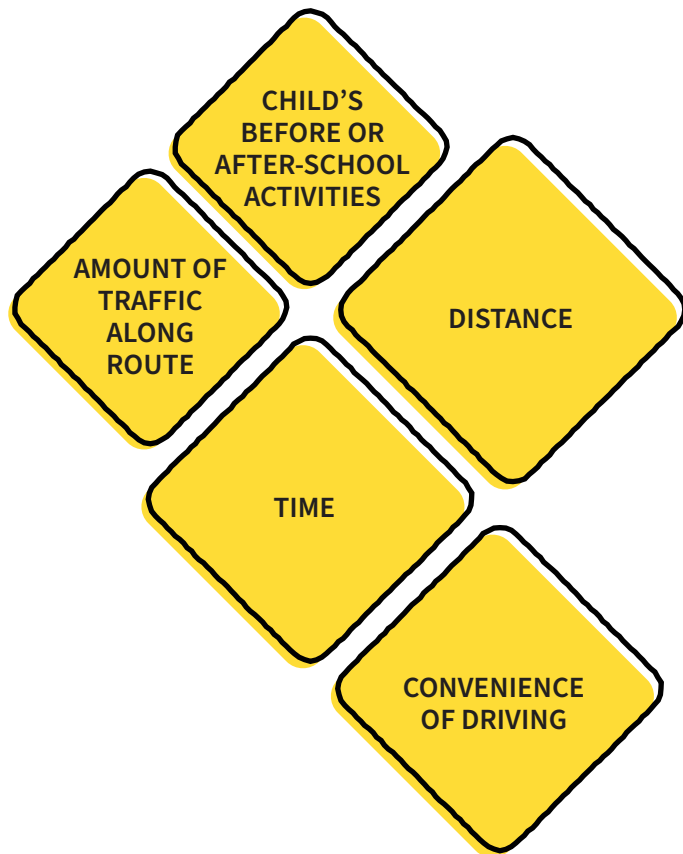 CHILD’S
BEFORE OR
AFTER-SCHOOL
ACTIVITIES
AMOUNT OF
TRAFFIC
ALONG
ROUTE
DISTANCE
TIME
CONVENIENCE
OF DRIVING